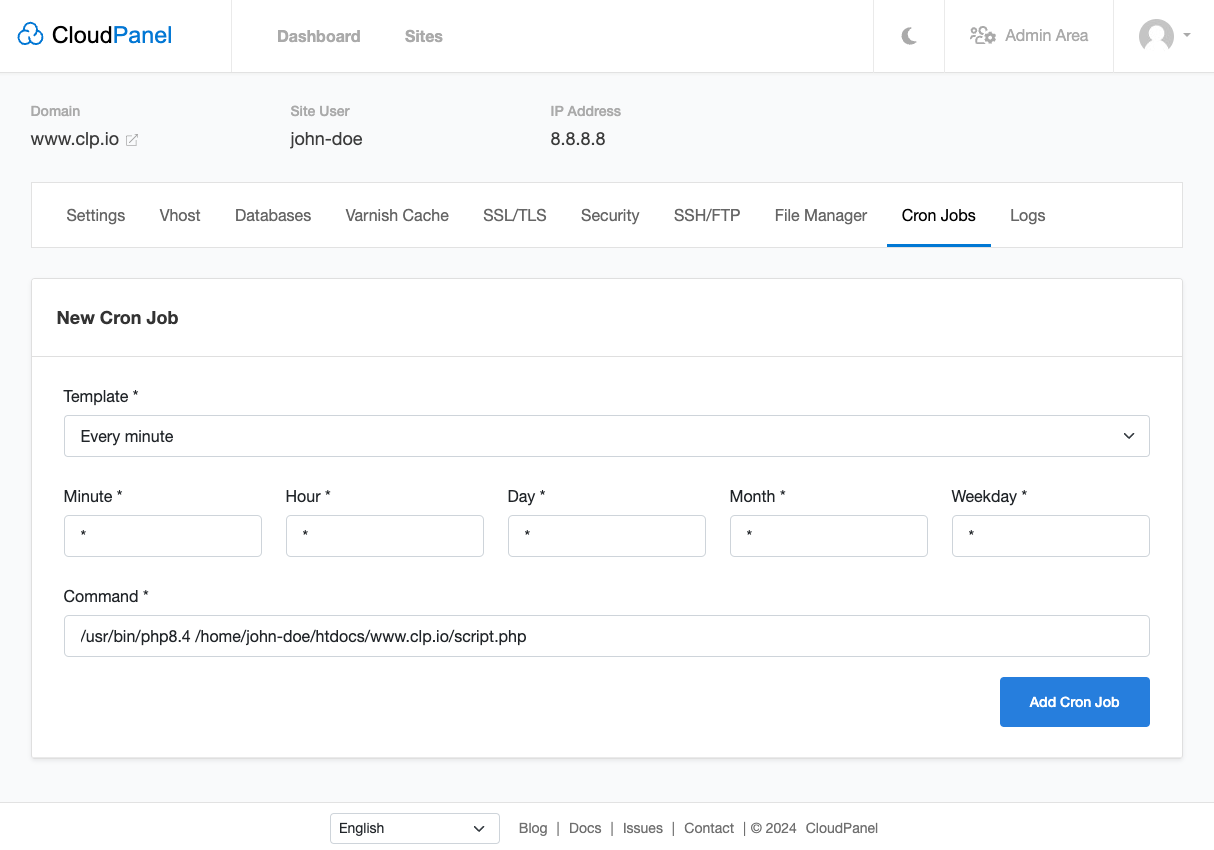 CloudPanel Dashboard Sites Admin Area
Domain Site User IP Address
www.clp.io john-doe 8.8.8.8
Settings Vhost Databases Varnish Cache SSL/TLS Security SSH/FTP File Manager Cron Jobs Logs
New Cron Job
Template *
Every minute
Minute * Hour * Day * Month * Weekday *
* * * * *
Command *
/usr/bin/php8.4 /home/john-doe/htdocs/www.clp.io/script.php
Add Cron Job
English Blog | Docs | Issues | Contact | © 2024 CloudPanel